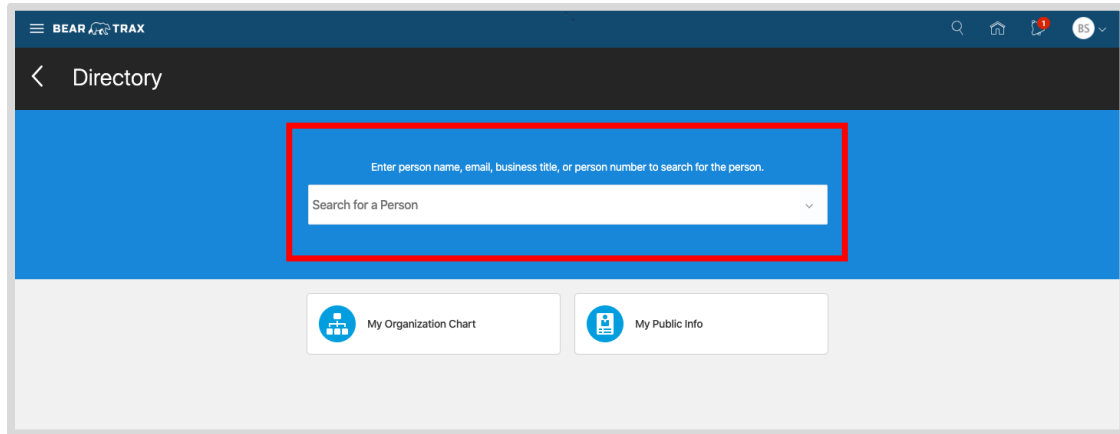 BEAR TRAX
1
BS
Directory
Enter person name, email, business title, or person number to search for the person.
Search for a Person
My Organization Chart
My Public Info